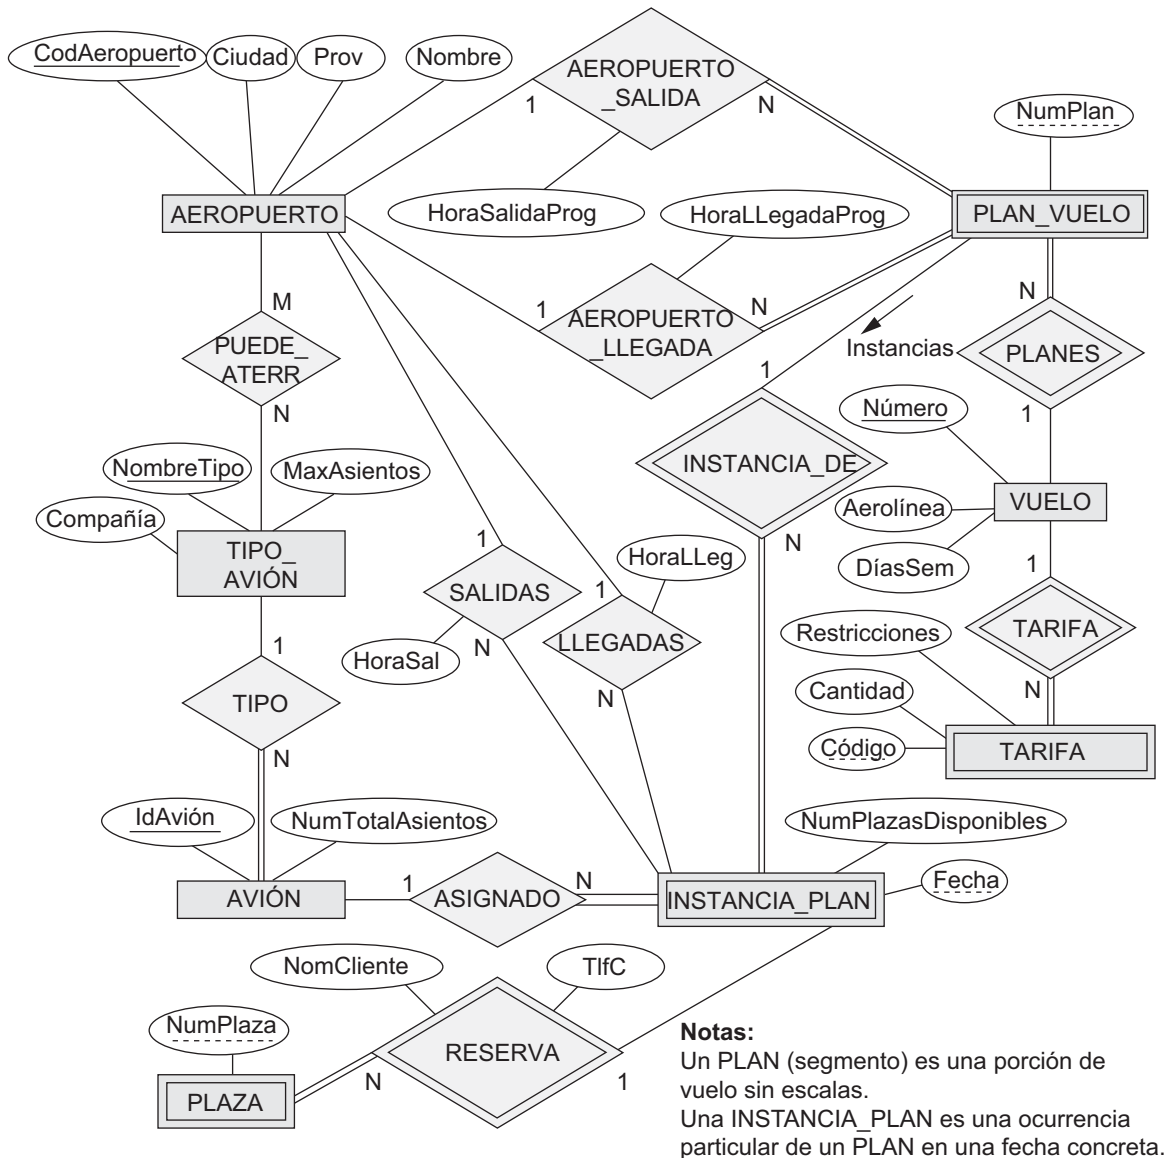 CodAeropuerto
Ciudad
Prov
Nombre
AEROPUERTO
_SALIDA
1
N
NumPlan
HoraSalidaProg
HoraLLegadaProg
AEROPUERTO
PLAN_VUELO
M
1
AEROPUERTO
_LLEGADA
N
Instancias
N
PLANES
PUEDE_
ATERR
N
1
1
Número
NombreTipo
MaxAsientos
INSTANCIA_DE
Compañía
Aerolínea
VUELO
TIPO_
AVIÓN
1
HoraLLeg
N
DíasSem
1
SALIDAS
1
Restricciones
TARIFA
1
HoraSal
N
LLEGADAS
Cantidad
N
TIPO
N
Código
TARIFA
N
IdAvión
NumTotalAsientos
NumPlazasDisponibles
Fecha
AVIÓN
1
ASIGNADO
N
INSTANCIA_PLAN
NomCliente
TlfC
NumPlaza
RESERVA
N
1
PLAZA
Notas:
Un PLAN (segmento) es una porción de
vuelo sin escalas.
Una INSTANCIA_PLAN es una ocurrencia
particular de un PLAN en una fecha concreta.